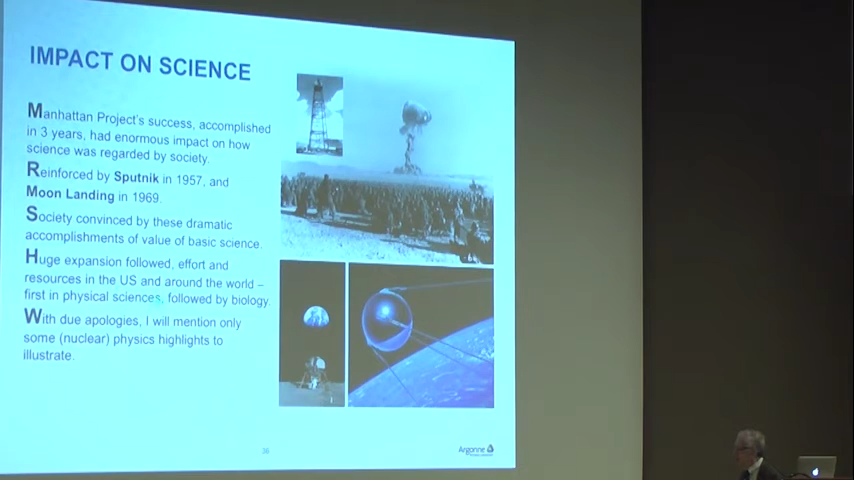 IMPACT ON SCIENCE
Manhattan Project's success, accomplished
in 3 years, had enormous impact on how
science was regarded by society.
Reinforced by Sputnik in 1957, and
Moon Landing in 1969.
Society convinced by these dramatic
accomplishments of value of basic science.
Huge expansion followed, effort and
resources in the US and around the world –
first in physical sciences, followed by biology.
With due apologies, I will mention only
some (nuclear) physics highlights to
illustrate.
Argonne